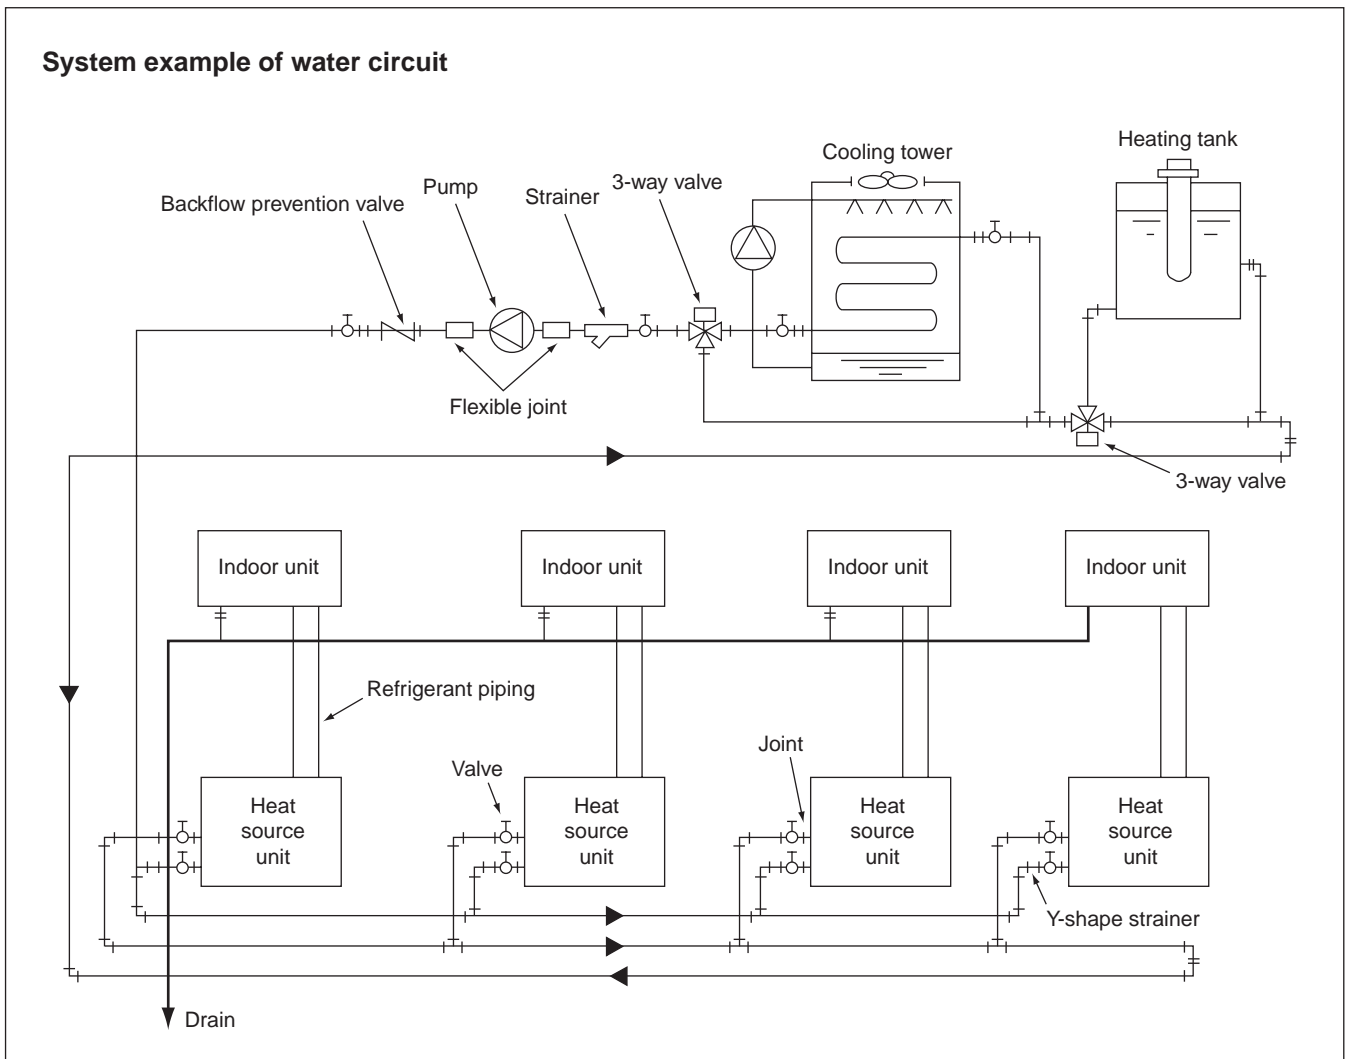 System example of water circuit
Heating tank
Cooling tower
3-way valve
Pump
Strainer
Backflow prevention valve
Flexible joint
3-way valve
Indoor unit
Indoor unit
Indoor unit
Indoor unit
Refrigerant piping
Joint
Valve
Heat
source
unit
Heat
source
unit
Heat
source
unit
Heat
source
unit
Y-shape strainer
Drain